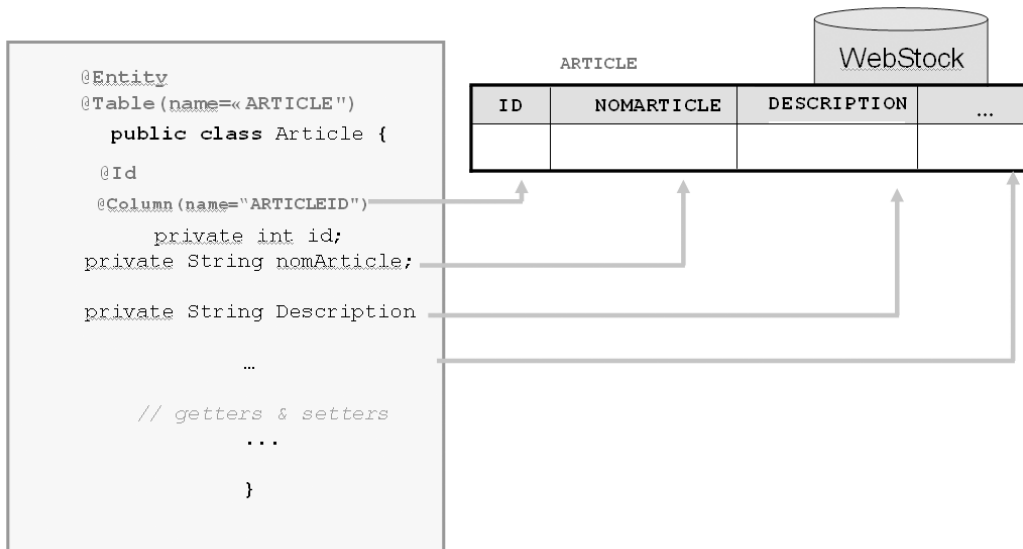 @Entity
@Table(name=« ARTICLE")
public class Article {
@Id
@Column(name=“ARTICLEID")
private int id;
private String nomArticle;
private String Description
…
// getters & setters
...
}
WebStock
ARTICLE
ID NOMARTICLE DESCRIPTION …